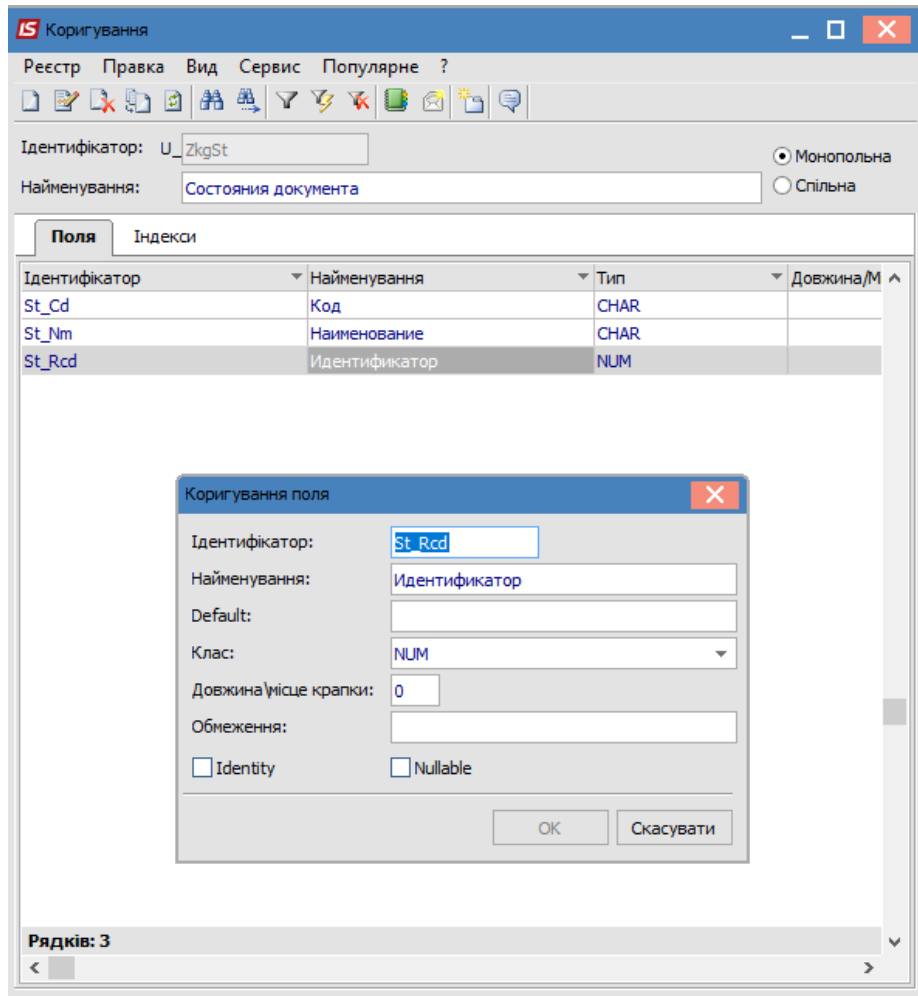 IS Коригування
Реєстр Правка Вид Сервис Популярне ?
Ідентифікатор: U_ ZkgSt
Монопольна
Найменування: Состояния документа
Спільна
Поля Індекси
Ідентифікатор Найменування Тип Довжина/М
St_Cd Код CHAR
St_Nm Наименование CHAR
St_Rcd Идентификатор NUM
Коригування поля
Ідентифікатор: St_Rcd
Найменування: Идентификатор
Default:
Клас: NUM
Довжина\місце крапки: 0
Обмеження:
Identity Nullable
OK Скасувати
Рядків: 3